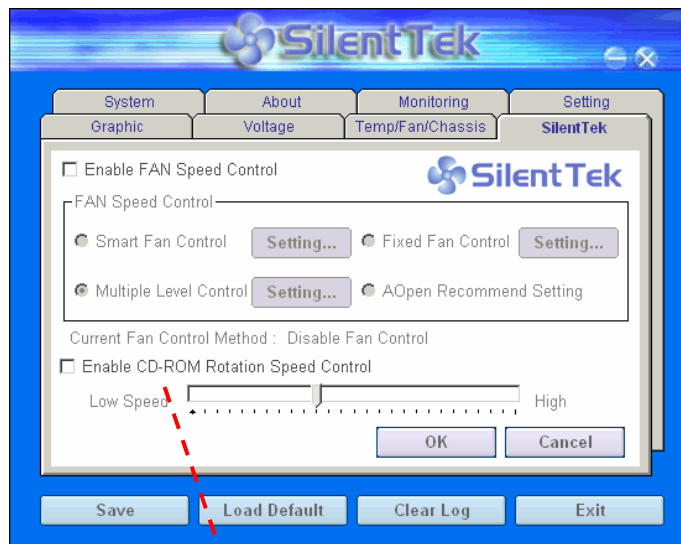 SilentTek
System About Monitoring Setting
Graphic Voltage Temp/Fan/Chassis SilentTek
Enable FAN Speed Control
SilentTek
FAN Speed Control
Smart Fan Control Setting... Fixed Fan Control Setting...
Multiple Level Control Setting... AOpen Recommend Setting
Current Fan Control Method : Disable Fan Control
Enable CD-ROM Rotation Speed Control
Low Speed High
OK Cancel
Save Load Default Clear Log Exit